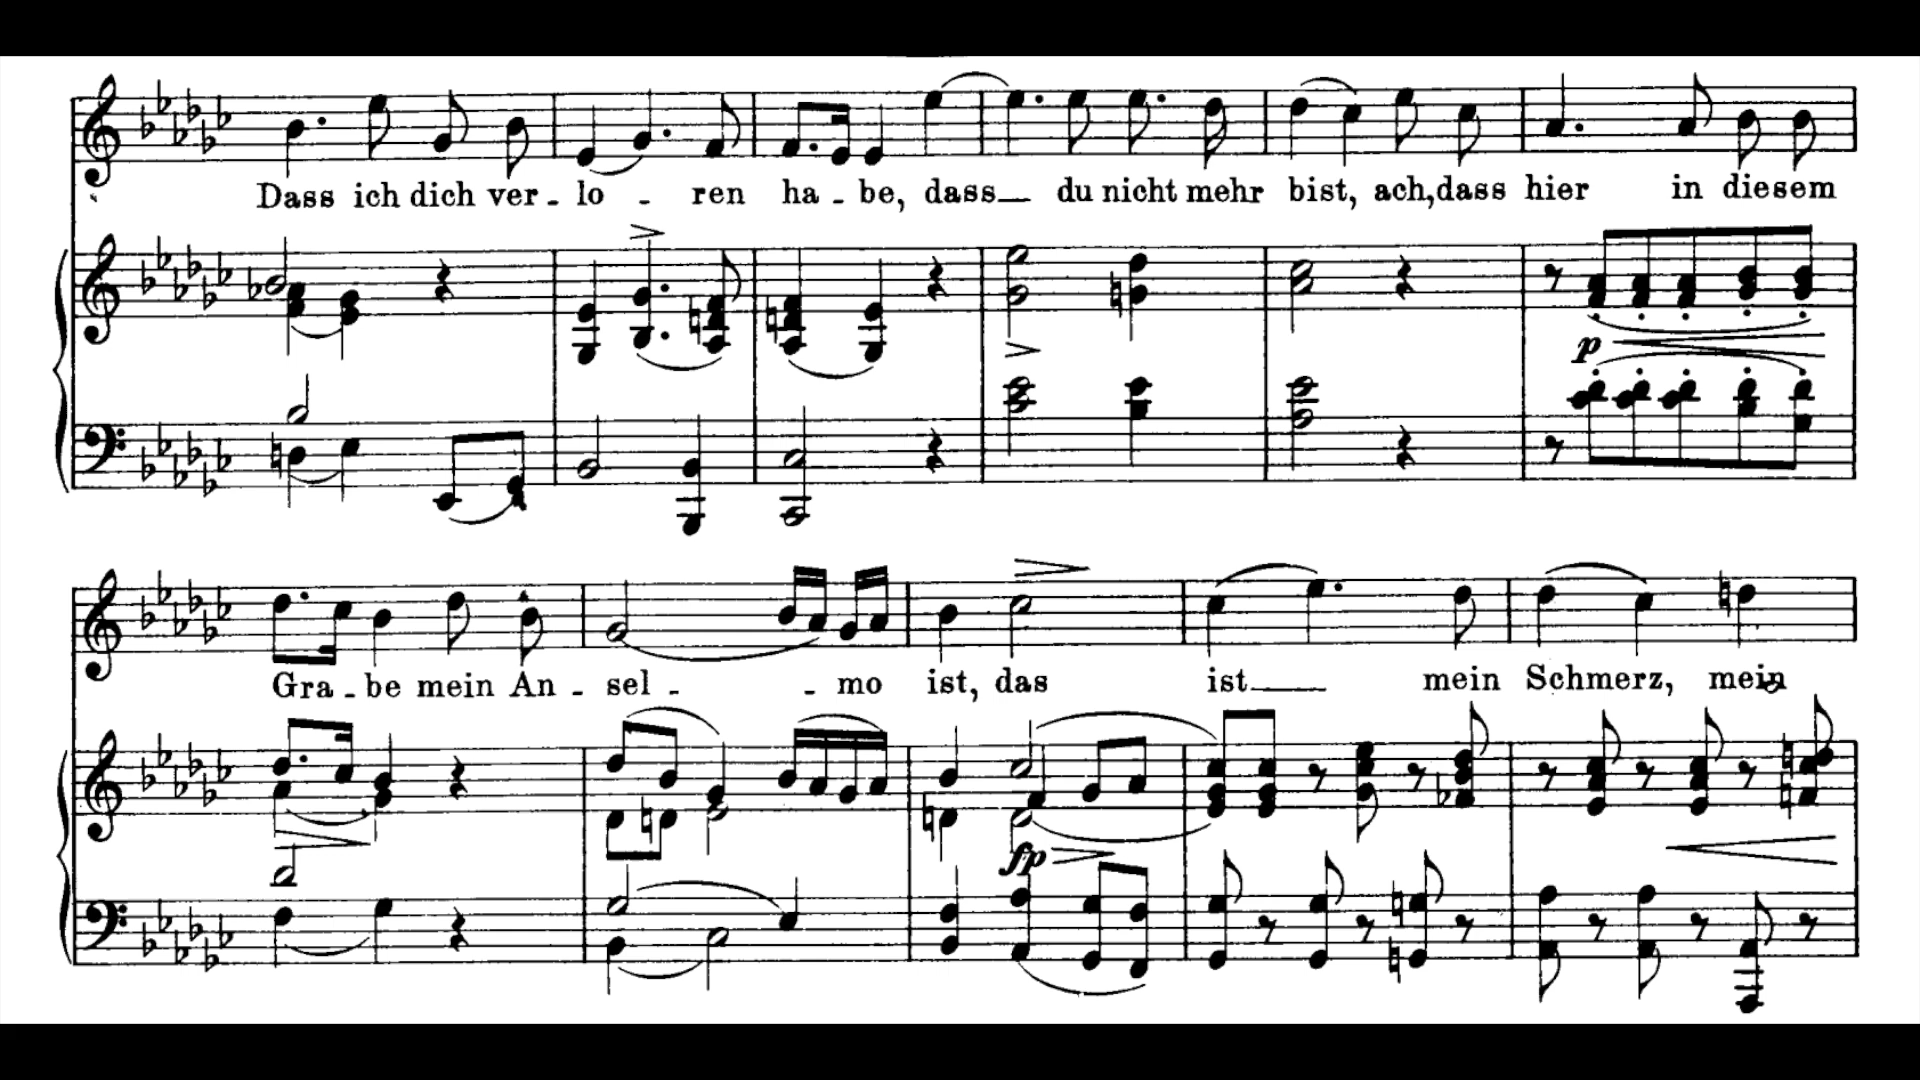 Dass ich dich ver - lo - ren ha - be, dass du nicht mehr bist, ach, dass hier in diesem
p
Gra - be mein An - sel - - mo ist, das ist mein Schmerz, mein
fp